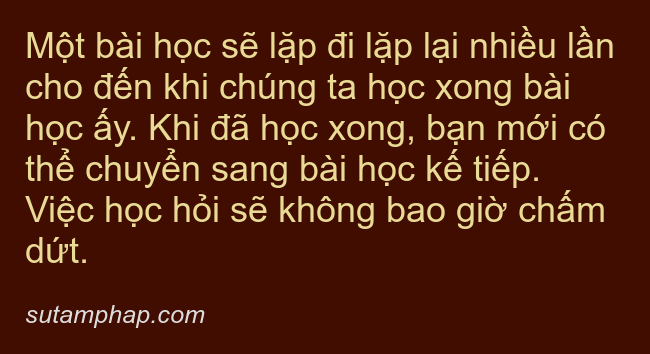 Một bài học sẽ lặp đi lặp lại nhiều lần
cho đến khi chúng ta học xong bài
học ấy. Khi đã học xong, bạn mới có
thể chuyển sang bài học kế tiếp.
Việc học hỏi sẽ không bao giờ chấm
dứt.
sutamphap.com